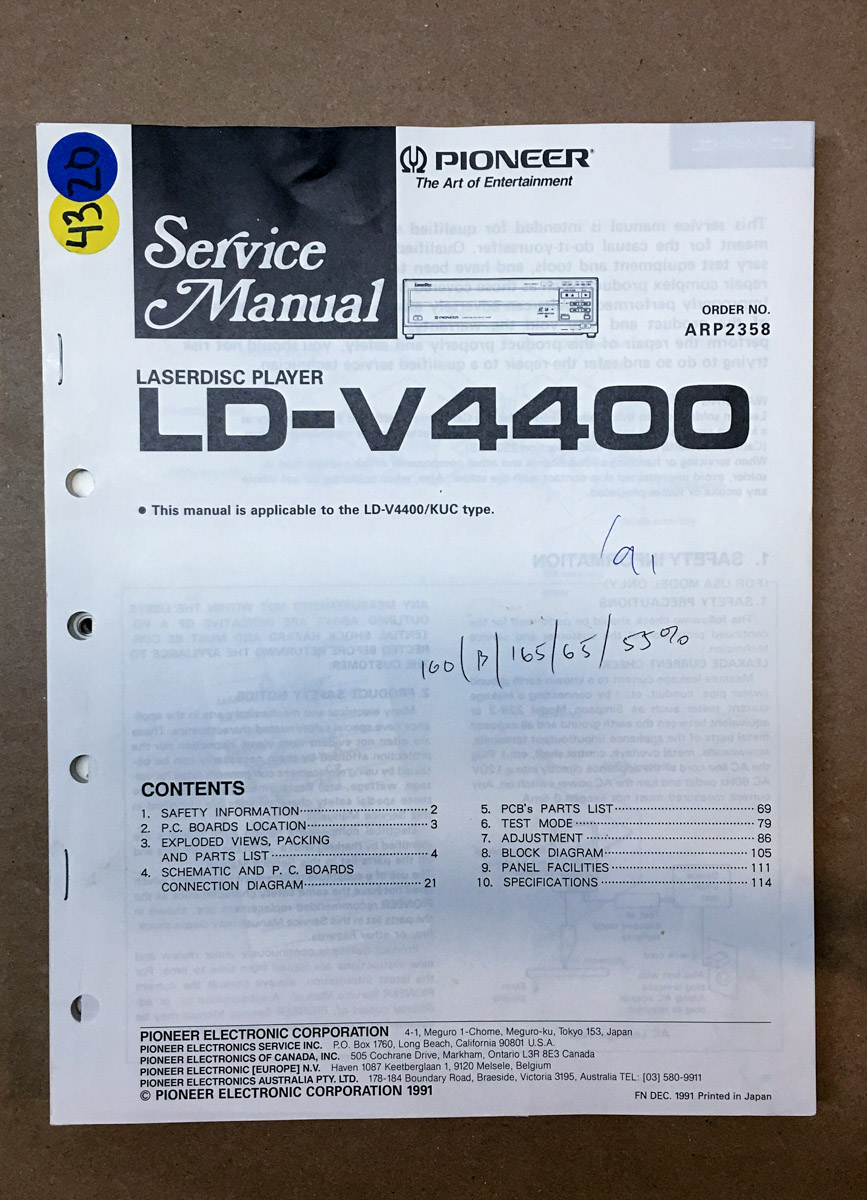 4320
Service
Manual
PIONEER®
The Art of Entertainment
LaserDisc
PIONEER
ORDER NO.
ARP2358
LASERDISC PLAYER
LD-V4400
● This manual is applicable to the LD-V4400/KUC type.
CONTENTS
1. SAFETY INFORMATION 2
2. P.C. BOARDS LOCATION 3
3. EXPLODED VIEWS, PACKING
AND PARTS LIST 4
4. SCHEMATIC AND P. C. BOARDS
CONNECTION DIAGRAM 21
5. PCB's PARTS LIST 69
6. TEST MODE 79
7. ADJUSTMENT 86
8. BLOCK DIAGRAM 105
9. PANEL FACILITIES 111
10. SPECIFICATIONS 114
PIONEER ELECTRONIC CORPORATION 4-1, Meguro 1-Chome, Meguro-ku, Tokyo 153, Japan
PIONEER ELECTRONICS SERVICE INC. P.O. Box 1760, Long Beach, California 90801 U.S.A.
PIONEER ELECTRONICS OF CANADA, INC. 505 Cochrane Drive, Markham, Ontario L3R 8E3 Canada
PIONEER ELECTRONIC [EUROPE] N.V. Haven 1087 Keetberglaan 1, 9120 Melsele, Belgium
PIONEER ELECTRONICS AUSTRALIA PTY. LTD. 178-184 Boundary Road, Braeside, Victoria 3195, Australia TEL: [03] 580-9911
© PIONEER ELECTRONIC CORPORATION 1991
FN DEC. 1991 Printed in Japan